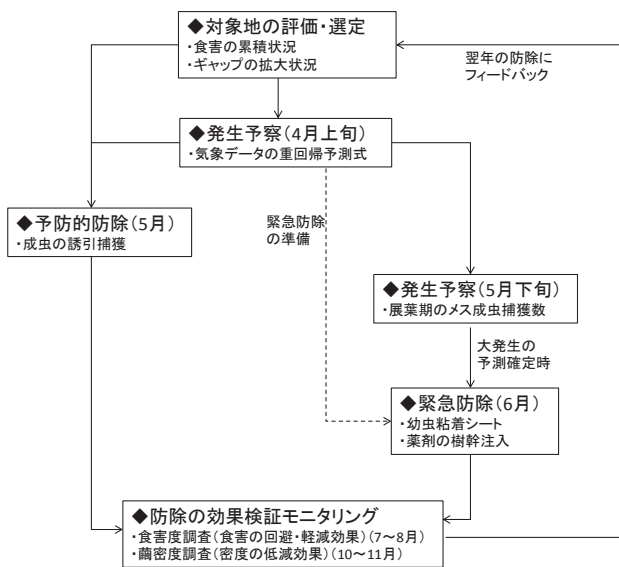 ◆対象地の評価・選定
・食害の累積状況
・ギャップの拡大状況
翌年の防除に
フィードバック
◆発生予察(4月上旬)
・気象データの重回帰予測式
◆予防的防除(5月)
・成虫の誘引捕獲
緊急防除
の準備
◆発生予察(5月下旬)
・展葉期のメス成虫捕獲数
大発生の
予測確定時
◆緊急防除(6月)
・幼虫粘着シート
・薬剤の樹幹注入
◆防除の効果検証モニタリング
・食害度調査(食害の回避・軽減効果)(7～8月)
・繭密度調査(密度の低減効果)(10～11月)